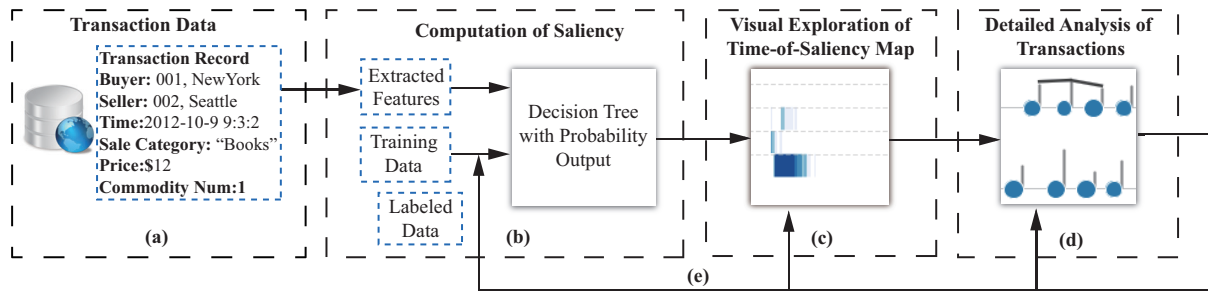 Transaction Data
Transaction Record
Buyer: 001, NewYork
Seller: 002, Seattle
Time:2012-10-9 9:3:2
Sale Category: “Books”
Price:$12
Commodity Num:1
(a)
Computation of Saliency
Extracted
Features
Training
Data
Labeled
Data
Decision Tree
with Probability
Output
(b)
Visual Exploration of
Time-of-Saliency Map
(c)
Detailed Analysis of
Transactions
(d)
(e)